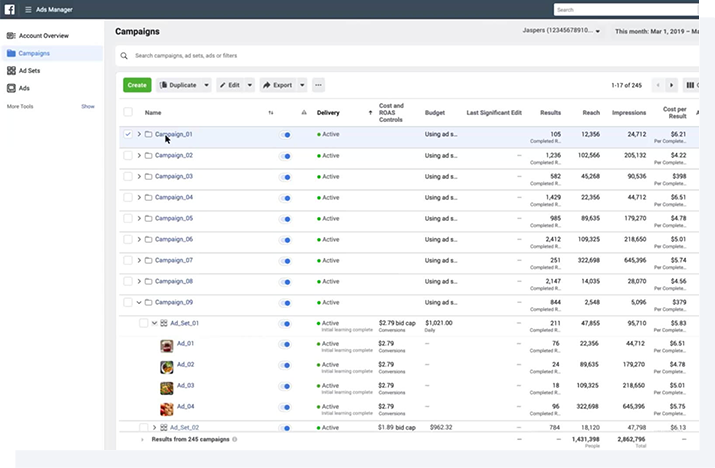 Ads Manager
Search
Account Overview
Campaigns
Ad Sets
Ads
More Tools Show
Campaigns
Jaspers (12345678910...
This month: Mar 1, 2019 – Ma
Search campaigns, ad sets, ads or filters
Create Duplicate Edit Export ...
1-17 of 245
Name Delivery Cost and ROAS Controls Budget Last Significant Edit Results Reach Impressions Cost per Result
Campaign_01 Active Using ad s... 105 12,356 24,712 $6.21
Completed R... Per Complete...
Campaign_02 Active Using ad s... — 1,236 102,566 205,132 $4.22
Completed R... Per Complete...
Campaign_03 Active Using ad s... — 582 45,268 90,536 $398
Completed R... Per Complete...
Campaign_04 Active Using ad s... — 1,429 22,356 44,712 $6.51
Completed R... Per Complete...
Campaign_05 Active Using ad s... — 985 89,635 179,270 $4.78
Completed R... Per Complete...
Campaign_06 Active Using ad s... — 2,412 109,325 218,650 $5.01
Completed R... Per Complete...
Campaign_07 Active Using ad s... — 251 322,698 645,396 $5.74
Completed R... Per Complete...
Campaign_08 Active Using ad s... — 2,147 14,035 28,070 $4.56
Completed R... Per Complete...
Campaign_09 Active Using ad s... — 844 2,548 5,096 $379
Completed R... Per Complete...
Ad_Set_01 Active $2.79 bid cap $1,021.00 — 211 47,855 95,710 $5.83
Initial learning complete Conversions Daily Completed R... Per Complete...
Ad_01 Active $2.79 — 76 22,356 44,712 $6.51
Initial learning complete Conversions Completed R... Per Complete...
Ad_02 Active $2.79 — 24 89,635 179,270 $4.78
Initial learning complete Conversions Completed R... Per Complete...
Ad_03 Active $2.79 — 18 109,325 218,650 $5.01
Initial learning complete Conversions Completed R... Per Complete...
Ad_04 Active $2.79 — 96 322,698 645,396 $5.75
Initial learning complete Conversions Completed R... Per Complete...
Ad_Set_02 Active $1.89 bid cap $962.32 — 784 18,120 47,798 $6.13
Results from 245 campaigns — — 1,431,398 2,862,796 —
People Total